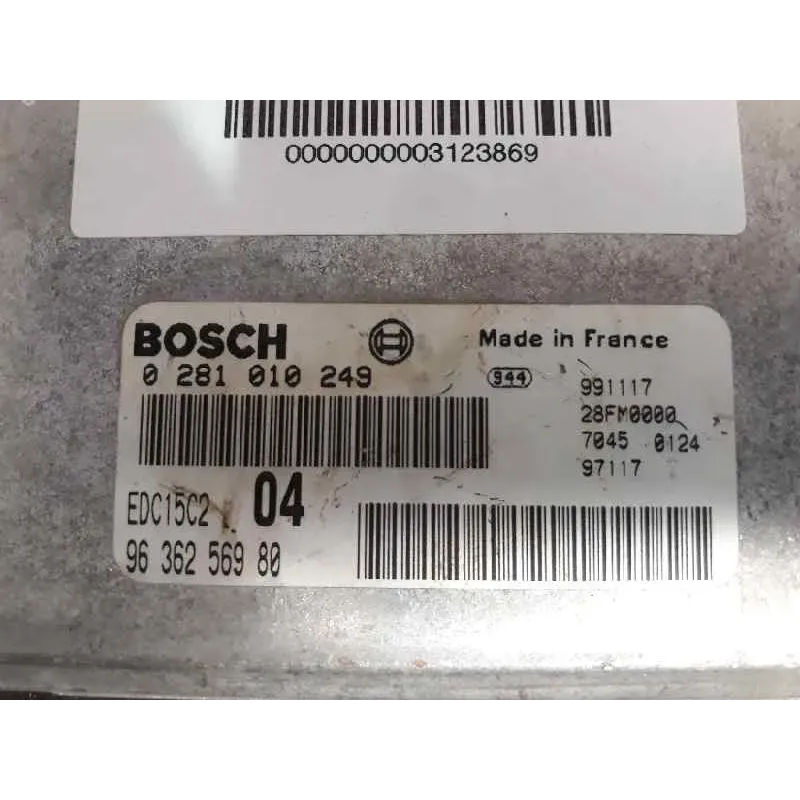 0000000003123869
BOSCH Made in France
0 281 010 249 944 991117
28FM0000
7045 0124
97117
EDC15C2 04
96 362 569 80